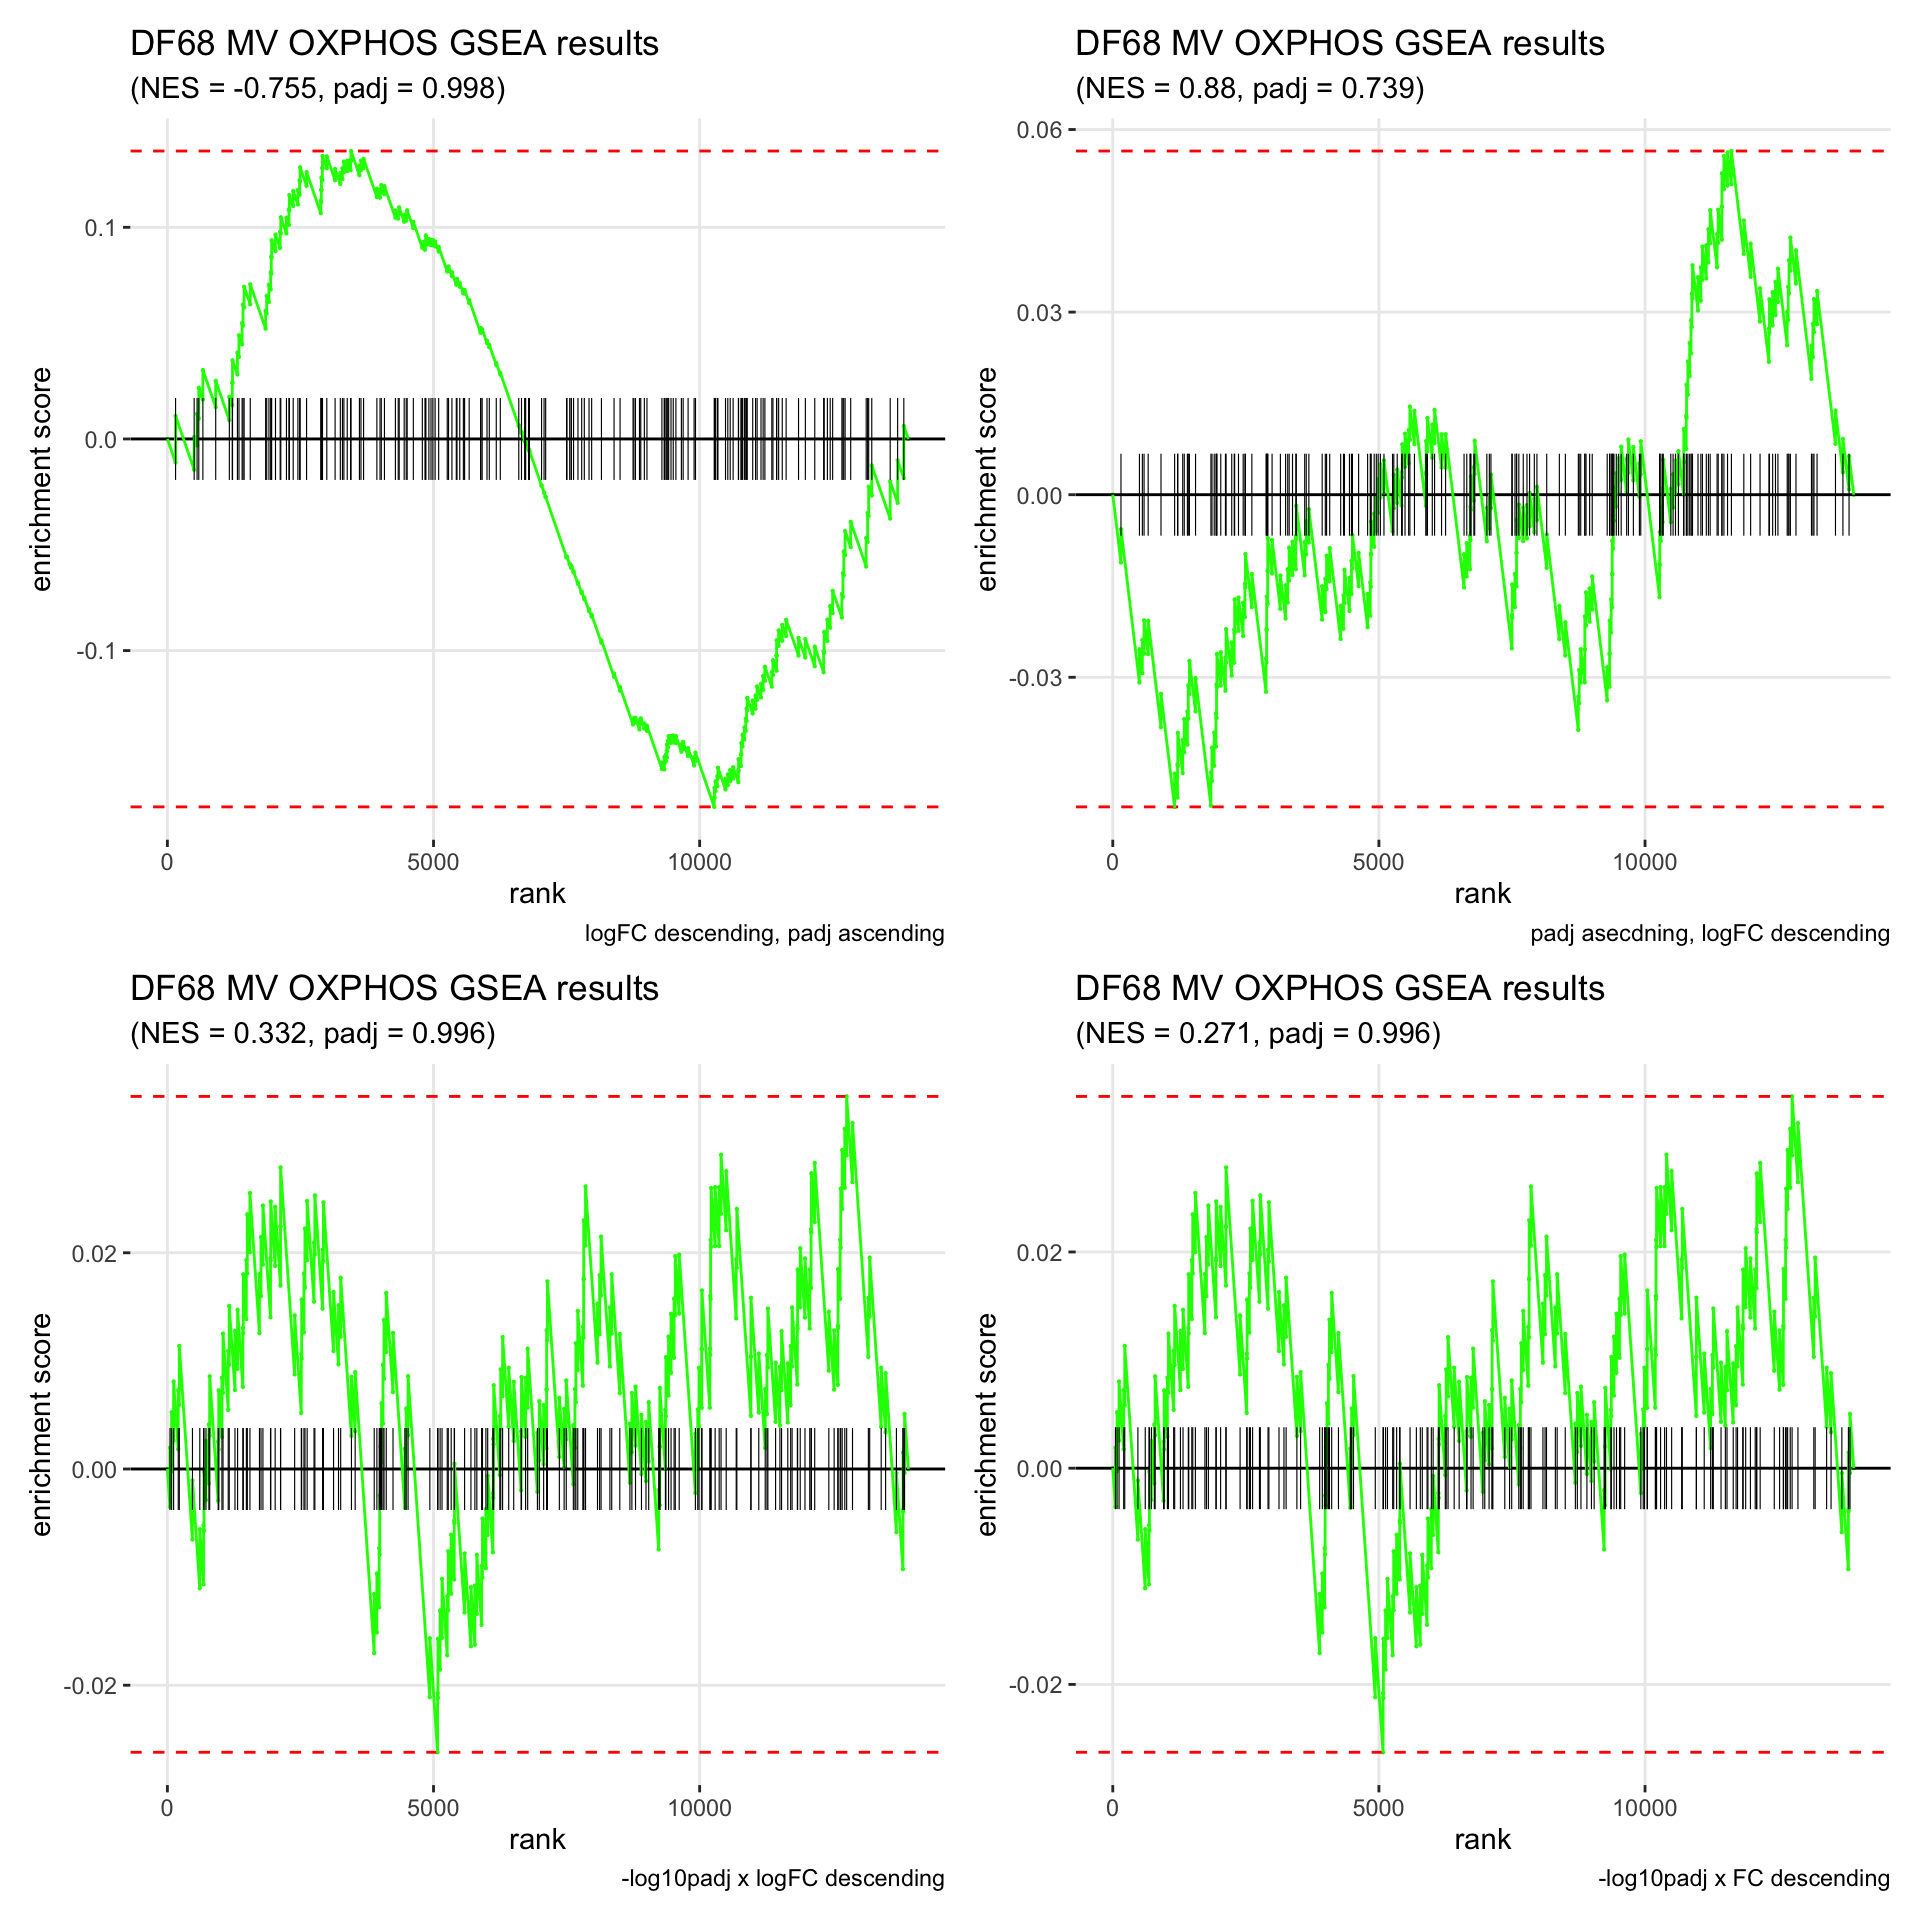 DF68 MV OXPHOS GSEA results
(NES = -0.755, padj = 0.998)
enrichment score
0.1
0.0
-0.1
0
5000
10000
rank
logFC descending, padj ascending
DF68 MV OXPHOS GSEA results
(NES = 0.88, padj = 0.739)
enrichment score
0.06
0.03
0.00
-0.03
0
5000
10000
rank
padj asecdning, logFC descending
DF68 MV OXPHOS GSEA results
(NES = 0.332, padj = 0.996)
enrichment score
0.02
0.00
-0.02
0
5000
10000
rank
-log10padj x logFC descending
DF68 MV OXPHOS GSEA results
(NES = 0.271, padj = 0.996)
enrichment score
0.02
0.00
-0.02
0
5000
10000
rank
-log10padj x FC descending